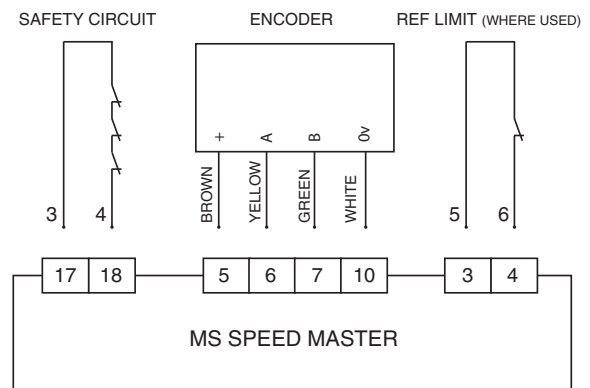 SAFETY CIRCUIT
ENCODER
REF LIMIT (WHERE USED)
+ A B 0v
BROWN YELLOW GREEN WHITE
3 4
5 6
17 18
5 6 7 10
3 4
MS SPEED MASTER